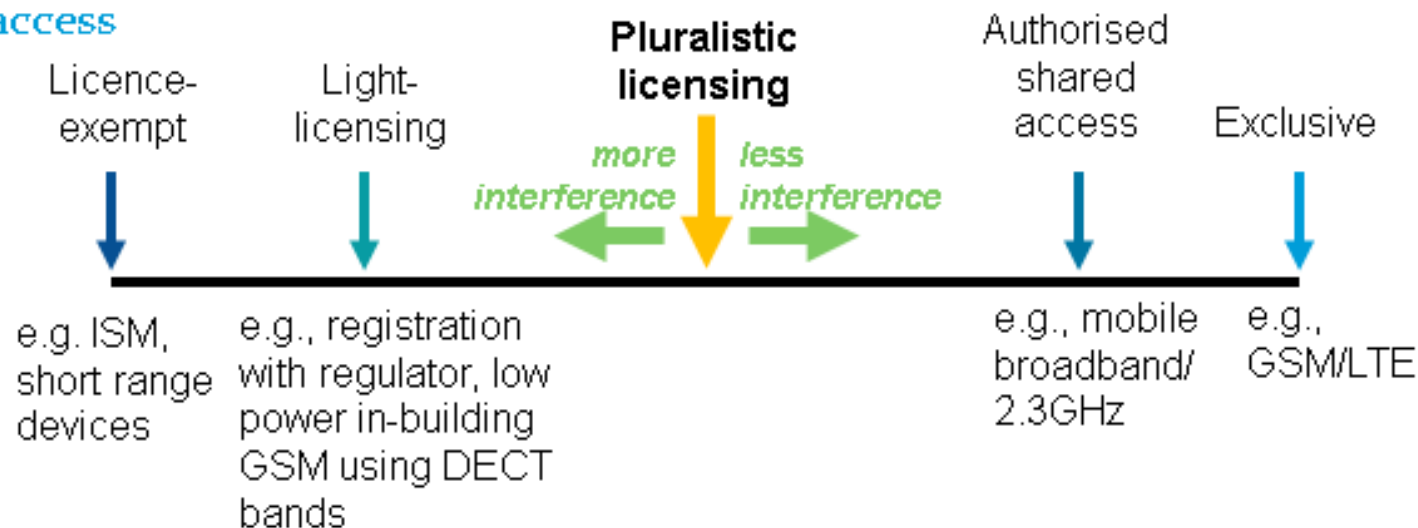 access
Licence-
exempt
Light-
licensing
Pluralistic
licensing
Authorised
shared
access
Exclusive
more
interference
less
interference
e.g. ISM,
short range
devices
e.g., registration
with regulator, low
power in-building
GSM using DECT
bands
e.g., mobile
broadband/
2.3GHz
e.g.,
GSM/LTE